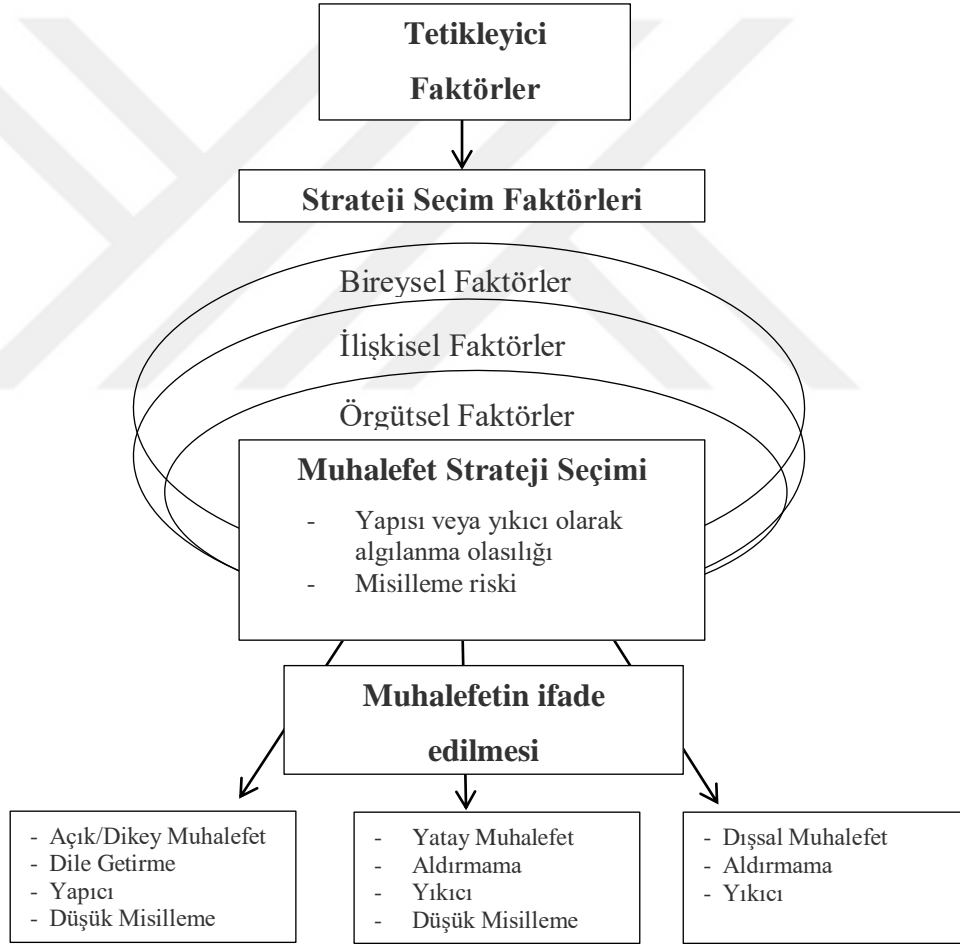 Tetikleyici
Faktörler
Strateji Seçim Faktörleri
Bireysel Faktörler
İlişkisel Faktörler
Örgütsel Faktörler
Muhalefet Strateji Seçimi
- Yapısı veya yıkıcı olarak
algılanma olasılığı
- Misilleme riski
Muhalefetin ifade
edilmesi
- Açık/Dikey Muhalefet
- Dile Getirme
- Yapıcı
- Düşük Misilleme
- Yatay Muhalefet
- Aldırmama
- Yıkıcı
- Düşük Misilleme
- Dışsal Muhalefet
- Aldırmama
- Yıkıcı